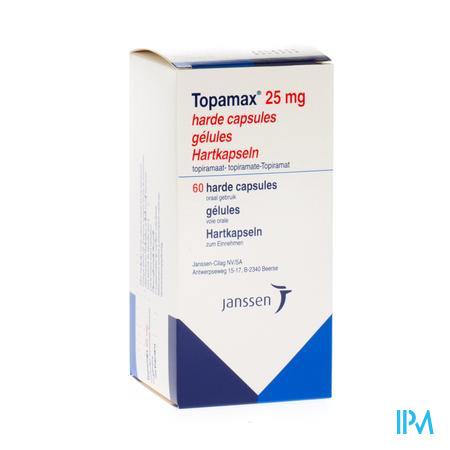 Topamax® 25 mg
harde capsules
gélules
Hartkapseln
topiramaat- topiramate-Topiramat
60 harde capsules
oraal gebruik
gélules
voie orale
Hartkapseln
zum Einnehmen
Janssen-Cilag NV/SA
Antwerpseweg 15-17, B-2340 Beerse
janssen
IPM